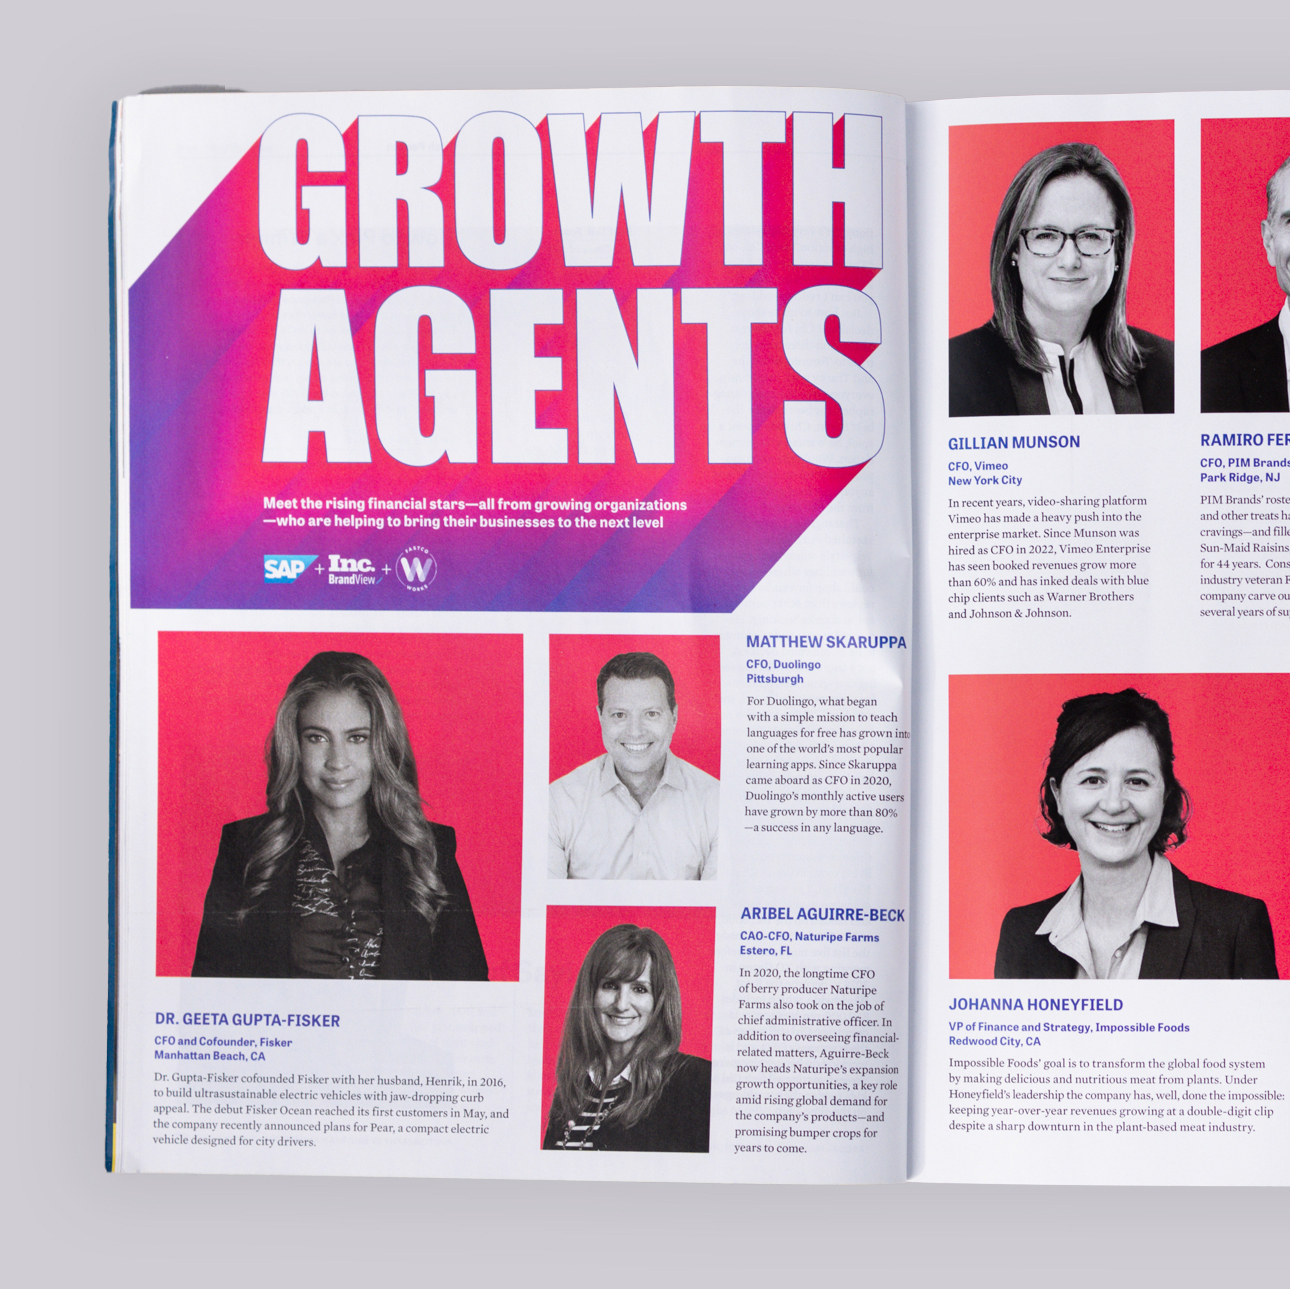 GROWTH
AGENTS
Meet the rising financial stars—all from growing organizations
—who are helping to bring their businesses to the next level
SAP + Inc. BrandView + FASTCO W WORKS
DR. GEETA GUPTA-FISKER
CFO and Cofounder, Fisker
Manhattan Beach, CA
Dr. Gupta-Fisker cofounded Fisker with her husband, Henrik, in 2016,
to build ultrasustainable electric vehicles with jaw-dropping curb
appeal. The debut Fisker Ocean reached its first customers in May, and
the company recently announced plans for Pear, a compact electric
vehicle designed for city drivers.
MATTHEW SKARUPPA
CFO, Duolingo
Pittsburgh
For Duolingo, what began
with a simple mission to teach
languages for free has grown into
one of the world's most popular
learning apps. Since Skaruppa
came aboard as CFO in 2020,
Duolingo's monthly active users
have grown by more than 80%
—a success in any language.
ARIBEL AGUIRRE-BECK
CAO-CFO, Naturipe Farms
Estero, FL
In 2020, the longtime CFO
of berry producer Naturipe
Farms also took on the job of
chief administrative officer. In
addition to overseeing financial-
related matters, Aguirre-Beck
now heads Naturipe's expansion
growth opportunities, a key role
amid rising global demand for
the company's products—and
promising bumper crops for
years to come.
GILLIAN MUNSON
CFO, Vimeo
New York City
In recent years, video-sharing platform
Vimeo has made a heavy push into the
enterprise market. Since Munson was
hired as CFO in 2022, Vimeo Enterprise
has seen booked revenues grow more
than 60% and has inked deals with blue
chip clients such as Warner Brothers
and Johnson & Johnson.
RAMIRO FER
CFO, PIM Brands
Park Ridge, NJ
PIM Brands' roste
and other treats ha
cravings—and fille
Sun-Maid Raisins
for 44 years. Cons
industry veteran F
company carve ou
several years of su
JOHANNA HONEYFIELD
VP of Finance and Strategy, Impossible Foods
Redwood City, CA
Impossible Foods' goal is to transform the global food system
by making delicious and nutritious meat from plants. Under
Honeyfield's leadership the company has, well, done the impossible:
keeping year-over-year revenues growing at a double-digit clip
despite a sharp downturn in the plant-based meat industry.